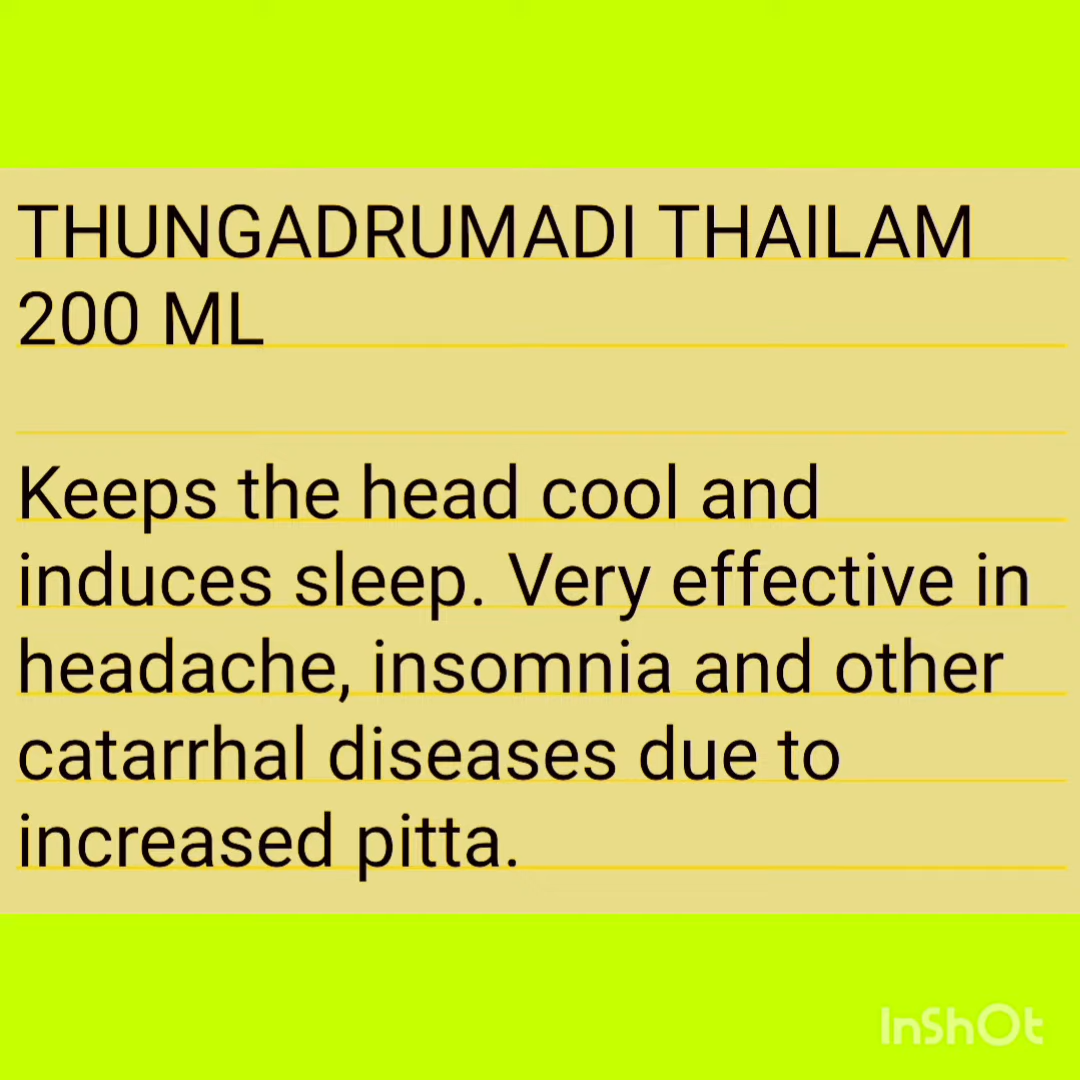 THUNGADRUMADI THAILAM
200 ML
Keeps the head cool and
induces sleep. Very effective in
headache, insomnia and other
catarrhal diseases due to
increased pitta.
InShOt